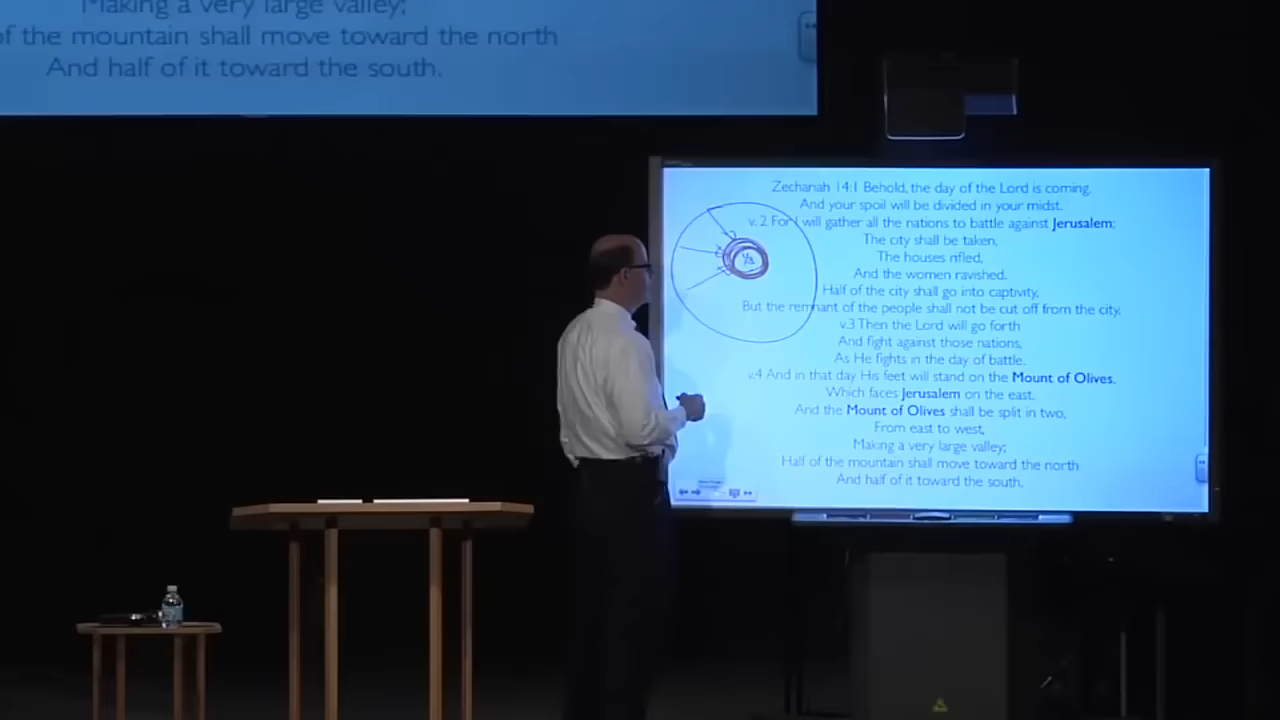 Making a very large valley;
of the mountain shall move toward the north
And half of it toward the south.
Zechariah 14:1 Behold, the day of the Lord is coming,
And your spoil will be divided in your midst.
v. 2 For I will gather all the nations to battle against Jerusalem;
The city shall be taken,
The houses rifled,
And the women ravished.
Half of the city shall go into captivity,
But the remnant of the people shall not be cut off from the city.
v.3 Then the Lord will go forth
And fight against those nations,
As He fights in the day of battle.
v.4 And in that day His feet will stand on the Mount of Olives.
Which faces Jerusalem on the east.
And the Mount of Olives shall be split in two,
From east to west,
Making a very large valley;
Half of the mountain shall move toward the north
And half of it toward the south.
1/3